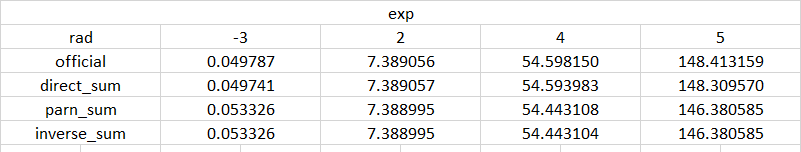 exp
rad -3 2 4 5
official 0.049787 7.389056 54.598150 148.413159
direct_sum 0.049741 7.389057 54.593983 148.309570
parn_sum 0.053326 7.388995 54.443108 146.380585
inverse_sum 0.053326 7.388995 54.443104 146.380585